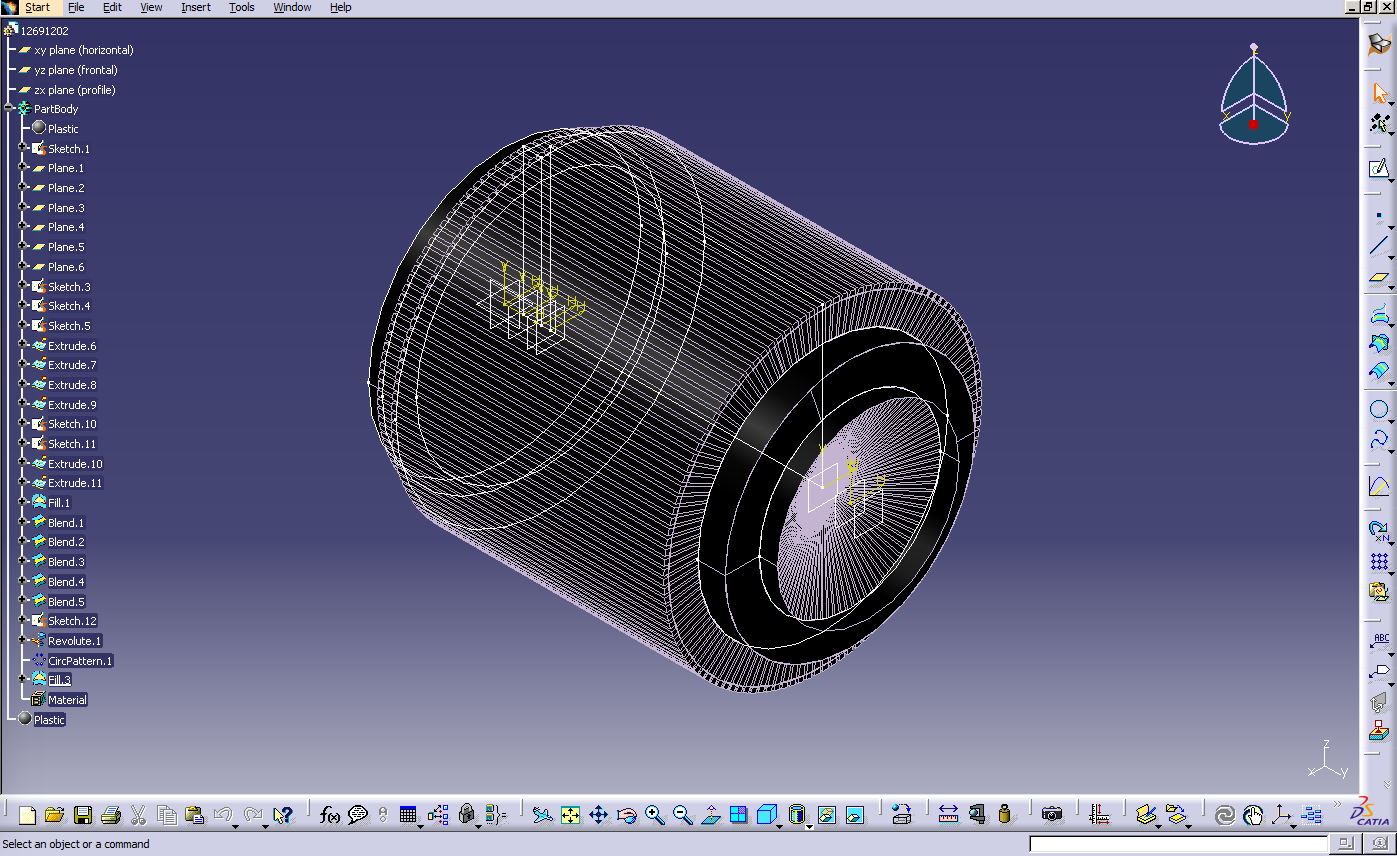 Start File Edit View Insert Tools Window Help
12691202
xy plane (horizontal)
yz plane (frontal)
zx plane (profile)
PartBody
Plastic
Sketch.1
Plane.1
Plane.2
Plane.3
Plane.4
Plane.5
Plane.6
Sketch.3
Sketch.4
Sketch.5
Extrude.6
Extrude.7
Extrude.8
Extrude.9
Sketch.10
Sketch.11
Extrude.10
Extrude.11
Fill.1
Blend.1
Blend.2
Blend.3
Blend.4
Blend.5
Sketch.12
Revolute.1
CircPattern.1
Fill.3
Material
Plastic
xN
ABC
z
x y
f(x)
CATIA
Select an object or a command